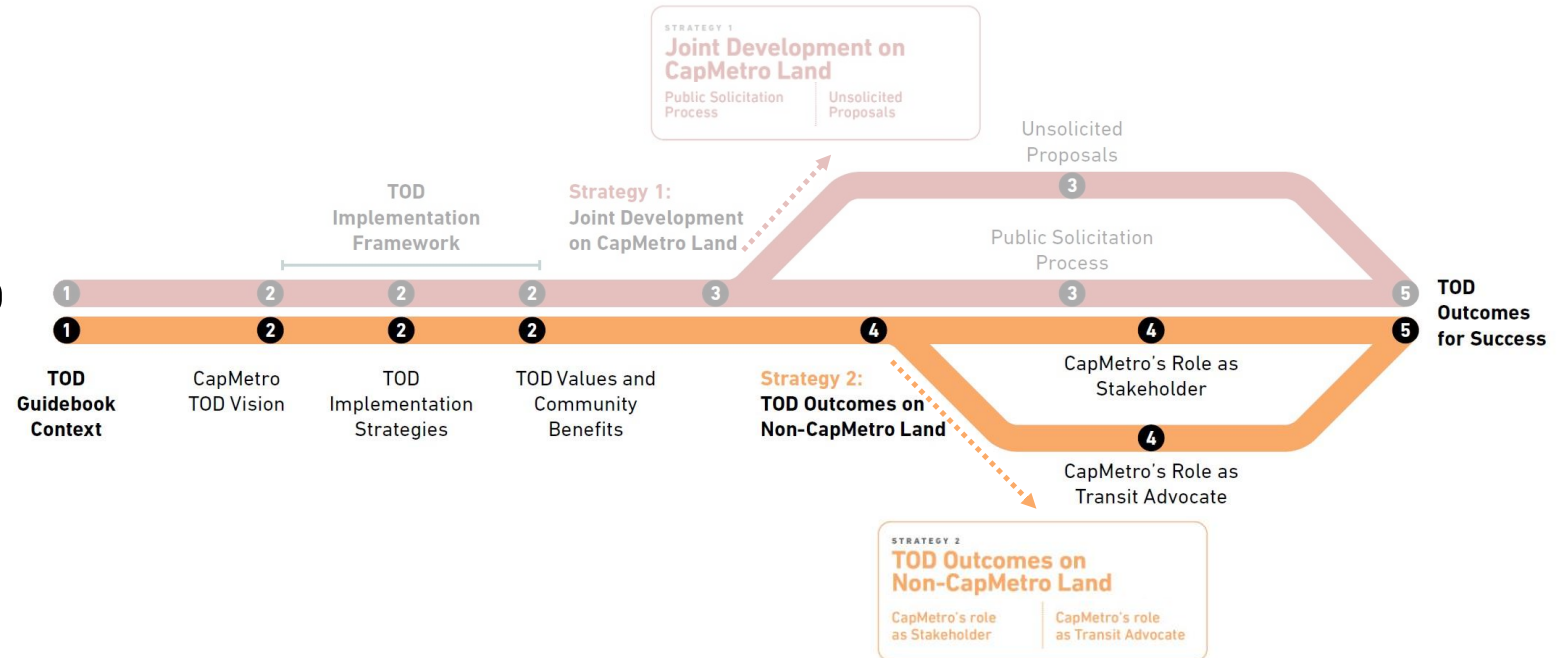 STRATEGY 1
Joint Development on
CapMetro Land
Public Solicitation
Process
Unsolicited
Proposals
Unsolicited
Proposals
3
TOD
Implementation
Framework
Strategy 1:
Joint Development
on CapMetro Land
Public Solicitation
Process
1
2
2
2
3
3
5
1
2
2
2
4
4
5
TOD
Outcomes
for Success
TOD
Guidebook
Context
CapMetro
TOD Vision
TOD
Implementation
Strategies
TOD Values and
Community
Benefits
Strategy 2:
TOD Outcomes on
Non-CapMetro Land
CapMetro's Role as
Stakeholder
4
CapMetro's Role as
Transit Advocate
STRATEGY 2
TOD Outcomes on
Non-CapMetro Land
CapMetro's role
as Stakeholder
CapMetro's role
as Transit Advocate